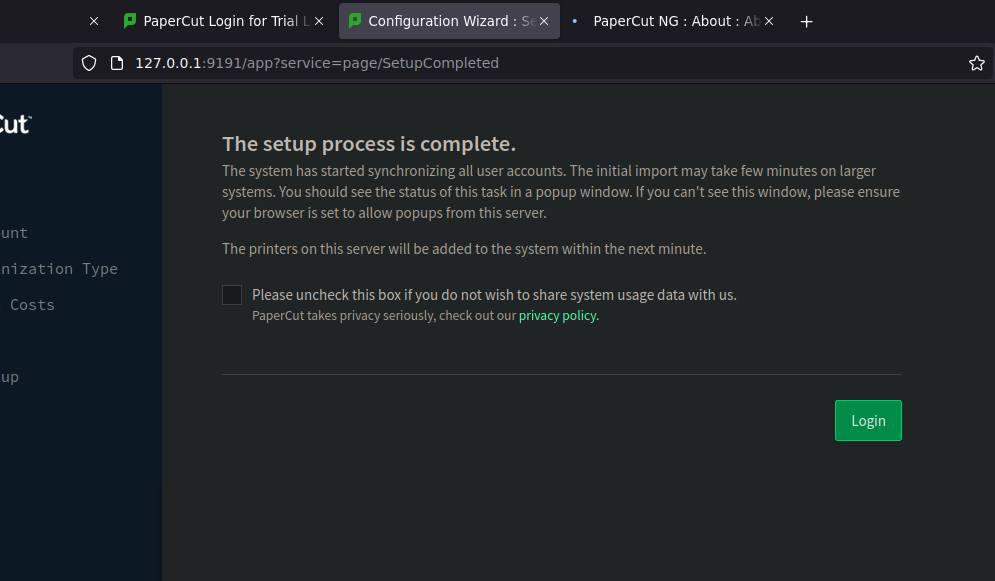 PaperCut Login for Trial L
Configuration Wizard : Se
PaperCut NG : About : Ab
127.0.0.1:9191/app?service=page/SetupCompleted
Cut™
unt
nization Type
Costs
up
The setup process is complete.
The system has started synchronizing all user accounts. The initial import may take few minutes on larger
systems. You should see the status of this task in a popup window. If you can't see this window, please ensure
your browser is set to allow popups from this server.
The printers on this server will be added to the system within the next minute.
Please uncheck this box if you do not wish to share system usage data with us.
PaperCut takes privacy seriously, check out our privacy policy.
Login